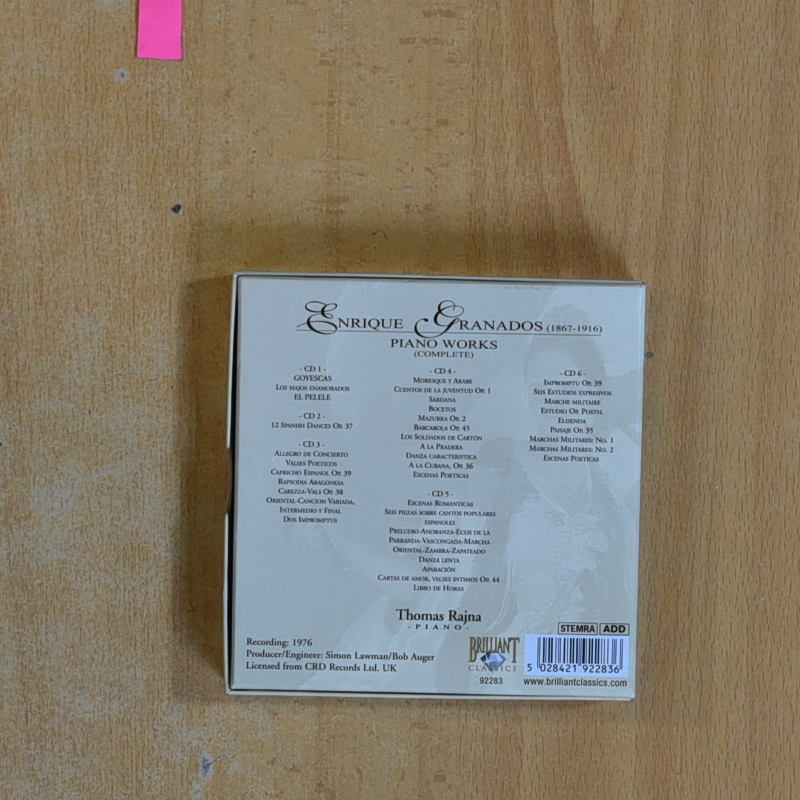 Enrique Granados (1867-1916)
PIANO WORKS
(COMPLETE)
- CD 1 -
GOYESCAS
Los majos enamorados
EL PELELE
- CD 2 -
12 Spanish Dances Op. 37
- CD 3 -
Allegro de Concierto
Valses Poeticos
Capricho Espanol Op. 39
Rapsodia Aragonesa
Carezza-Vals Op. 38
Oriental-Cancion Variada,
Intermedio y Final
Dos Impromptus
- CD 4 -
Moresque y Arabe
Cuentos de la juventud Op. 1
Sardana
Bocetos
Mazurka Op. 2
Barcarola Op. 45
Los Soldados de Cartón
A la Pradera
Danza caracteristica
A la Cubana, Op. 36
Escenas Poeticas
- CD 5 -
Escenas Romanticas
Seis piezas sobre cantos populares
españoles
Preludio-Anoranza-Ecos de la
Parranda-Vascongada-Marcha
Oriental-Zambra-Zapateado
Danza lenta
Aparación
Cartas de amor, valses intimos Op. 44
Libro de Horas
- CD 6 -
Impromptu Op. 39
Seis Estudios expresivos
Marche militaire
Estudio Op. Posth.
Elisenda
Paisaje Op. 35
Marchas Militares: No. 1
Marchas Militares: No. 2
Escenas Poeticas
Thomas Rajna
- PIANO -
Recording: 1976
Producer/Engineer: Simon Lawman/Bob Auger
Licensed from CRD Records Ltd. UK
BRILLIANT
CLASSICS
92283
STEMRA ADD
5 028421 922836
www.brilliantclassics.com